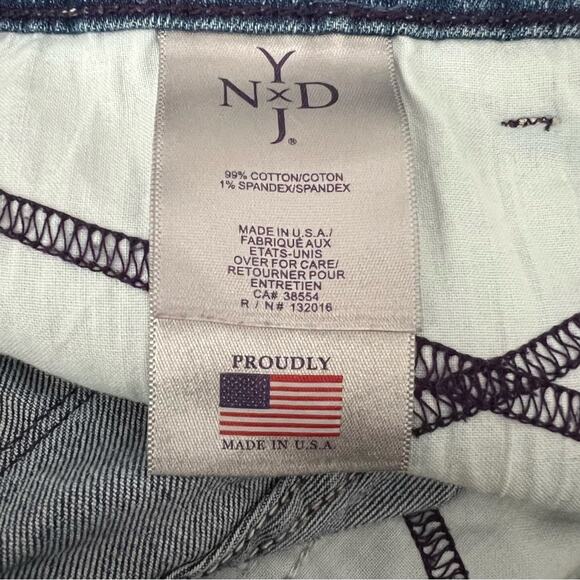 Y
N×D
J®
99% COTTON/COTON
1% SPANDEX/SPANDEX
MADE IN U.S.A./
FABRIQUÉ AUX
ETATS-UNIS
OVER FOR CARE/
RETOURNER POUR
ENTRETIEN
CA# 38554
R / N# 132016
PROUDLY
MADE IN U.S.A.